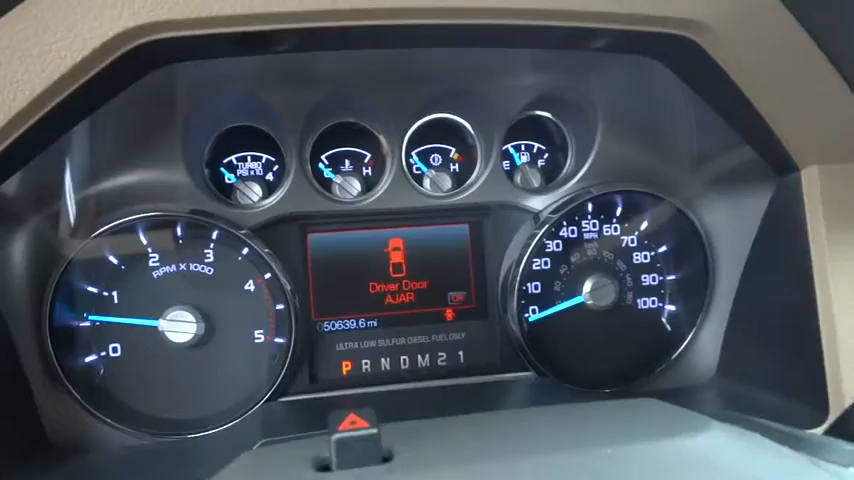 TURBO
PSI x 10
0 4
C H
C H
E F
RPM X 1000
0 1 2 3 4 5
Driver Door
AJAR
OK
050639.6 mi
ULTRA LOW SULFUR DIESEL FUEL ONLY
P R N D M 2 1
MPH
0 10 20 30 40 50 60 70 80 90 100